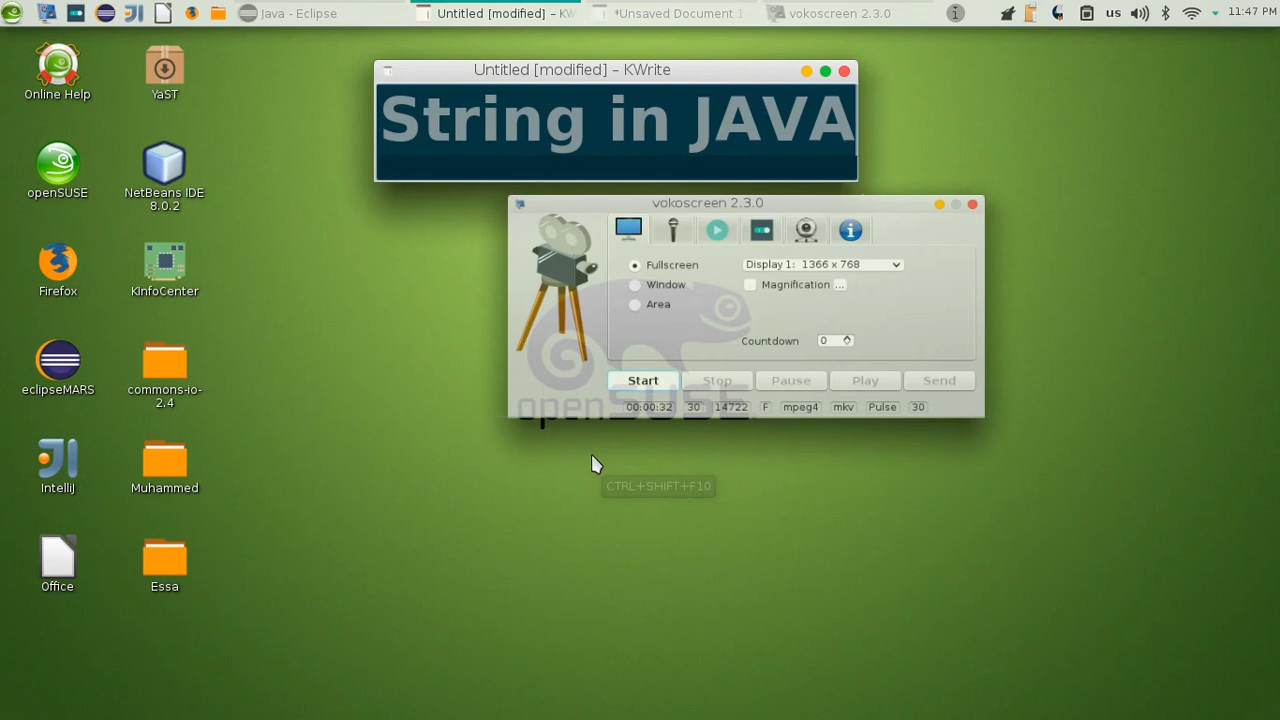 Java - Eclipse
Untitled [modified] – KW
*Unsaved Document 1
vokoscreen 2.3.0
us
11:47 PM
Online Help
YaST
openSUSE
NetBeans IDE
8.0.2
Firefox
KInfoCenter
eclipseMARS
commons-io-
2.4
IntelliJ
Muhammed
Office
Essa
Untitled [modified] – KWrite
String in JAVA
vokoscreen 2.3.0
Fullscreen
Display 1: 1366 x 768
Window
Magnification ...
Area
Countdown
0
Start
Stop
Pause
Play
Send
00:00:32
30
14722
F
mpeg4
mkv
Pulse
30
openSUSE
CTRL+SHIFT+F10